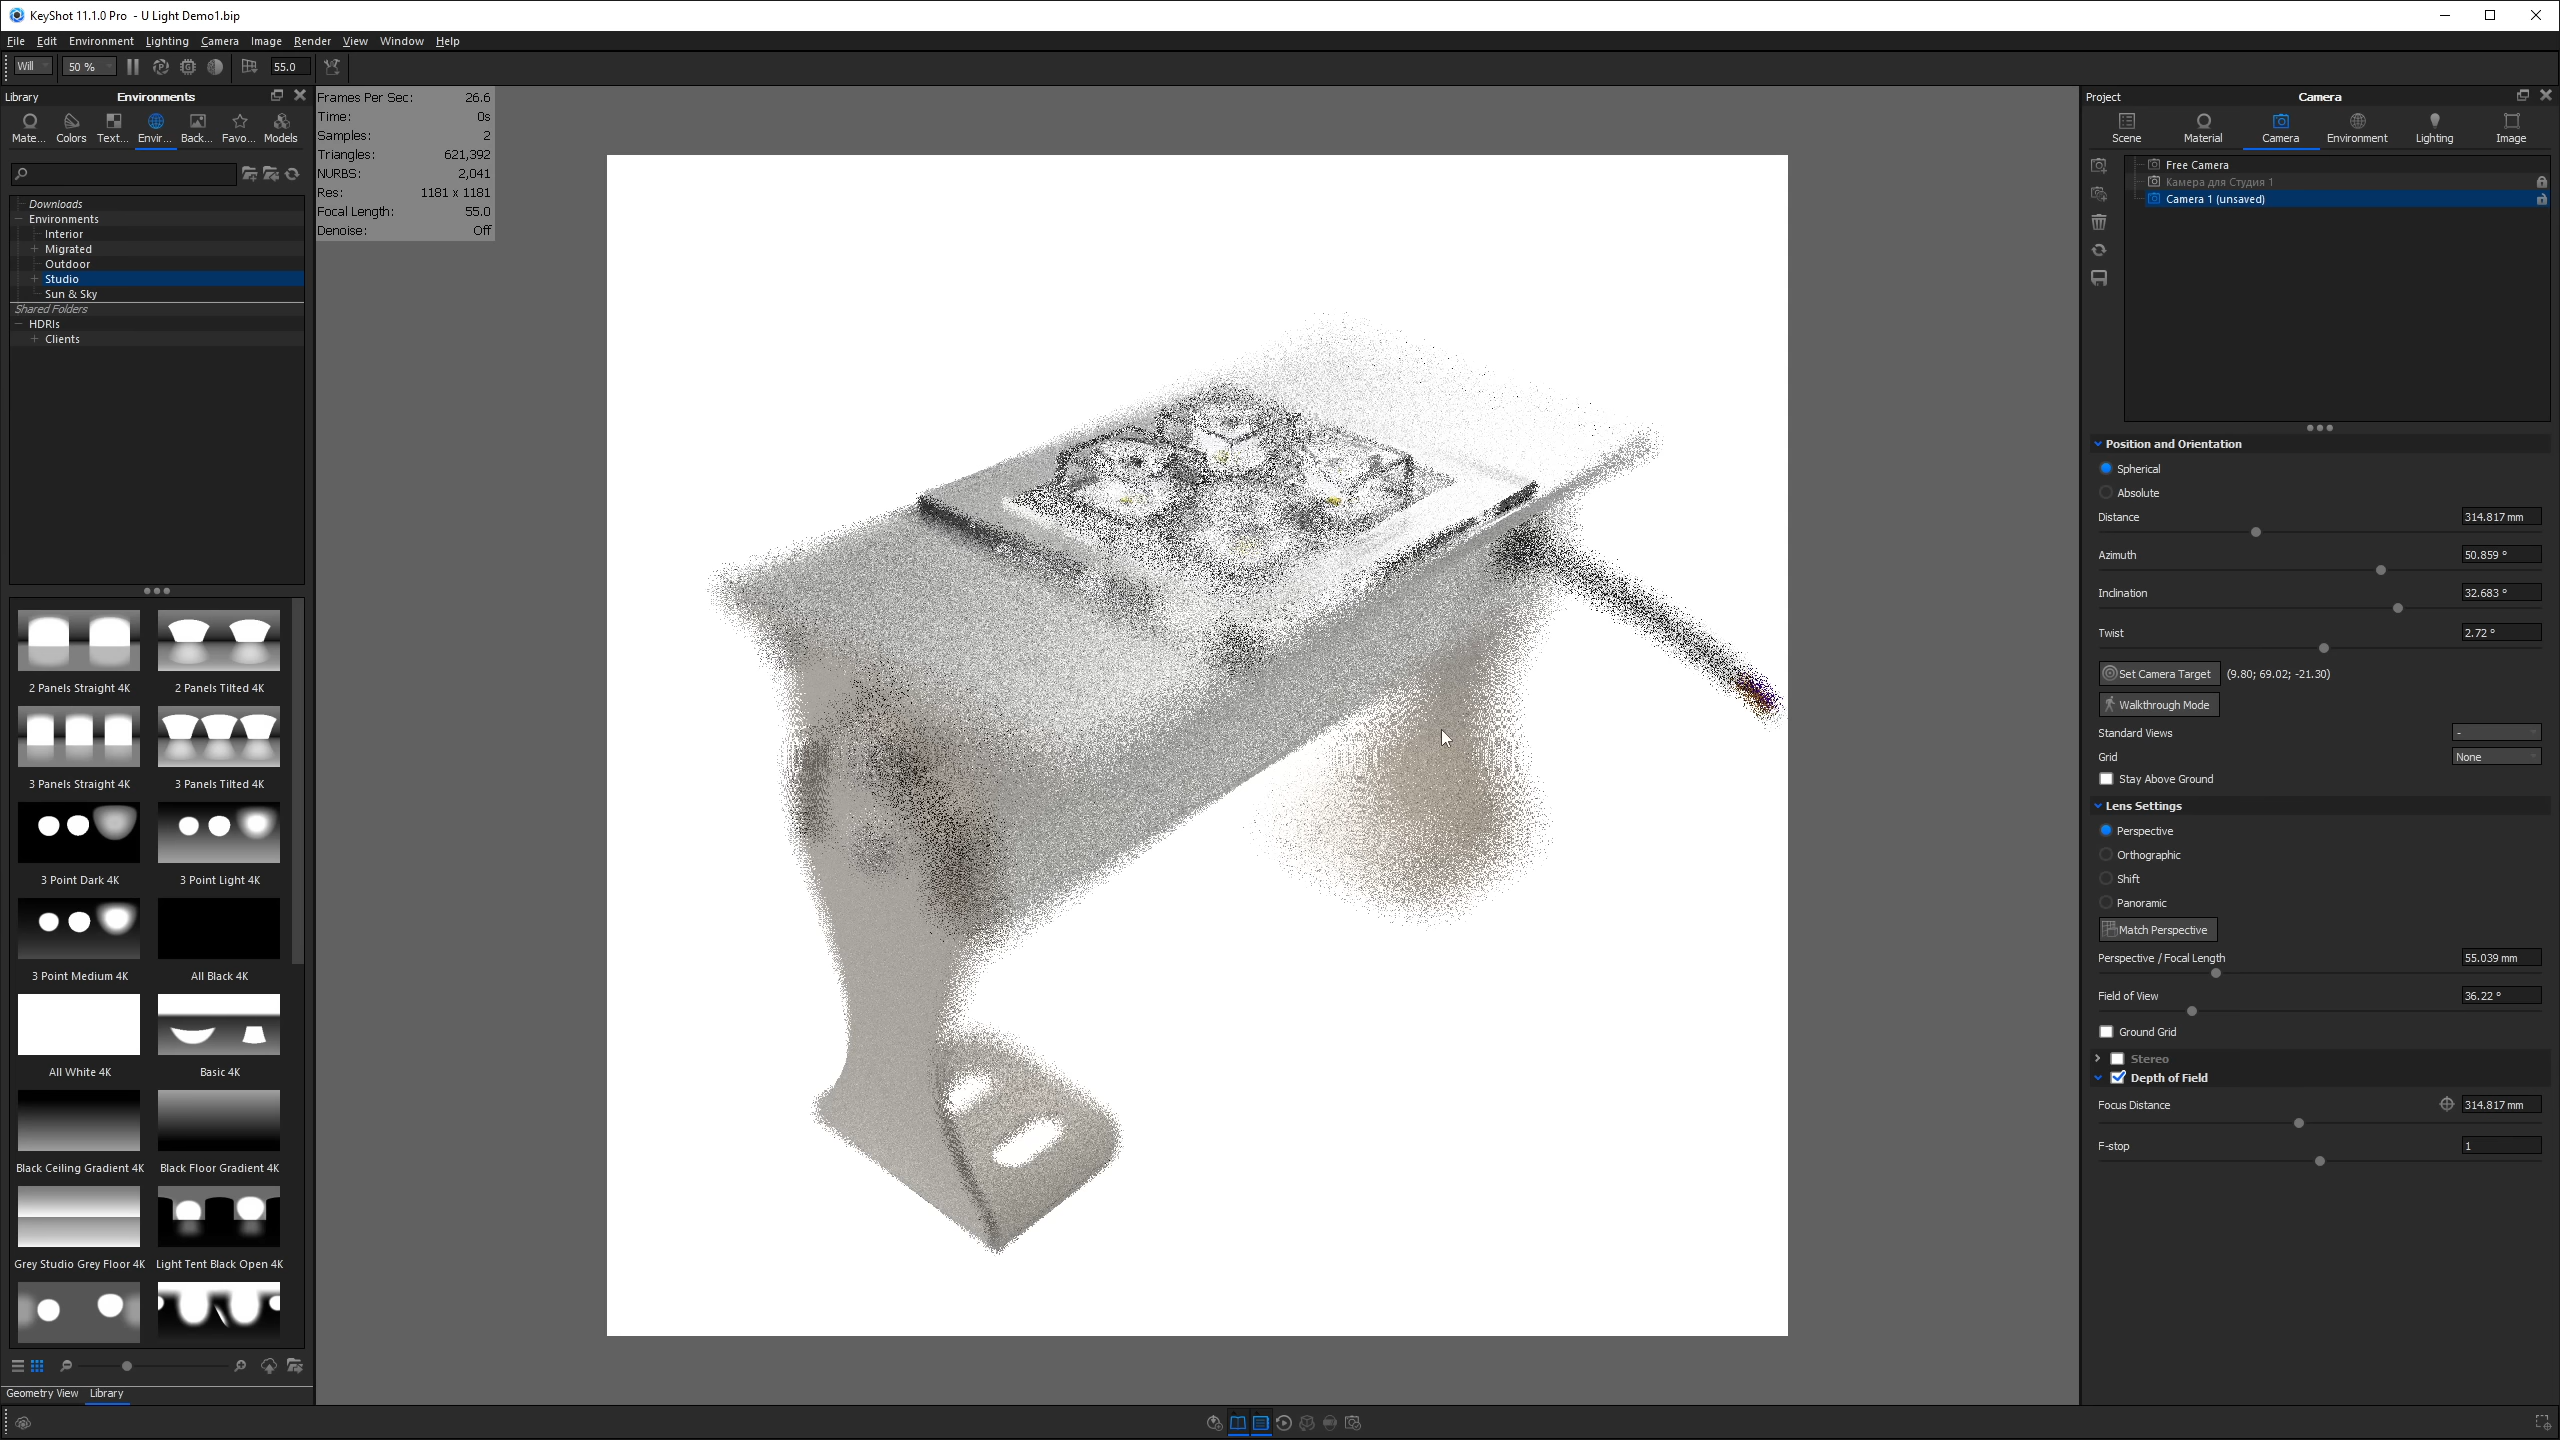 KeyShot 11.1.0 Pro - U Light Demo1.bip
File Edit Environment Lighting Camera Image Render View Window Help
Will 50 % 55.0
Library Environments
Mate... Colors Text... Envir... Back... Favo... Models
Downloads
Environments
Interior
Migrated
Outdoor
Studio
Sun & Sky
Shared Folders
HDRIs
Clients
2 Panels Straight 4K 2 Panels Tilted 4K
3 Panels Straight 4K 3 Panels Tilted 4K
3 Point Dark 4K 3 Point Light 4K
3 Point Medium 4K All Black 4K
All White 4K Basic 4K
Black Ceiling Gradient 4K Black Floor Gradient 4K
Grey Studio Grey Floor 4K Light Tent Black Open 4K
Geometry View Library
Frames Per Sec: 26.6
Time: 0s
Samples: 2
Triangles: 621,392
NURBS: 2,041
Res: 1181 x 1181
Focal Length: 55.0
Denoise: Off
Project Camera
Scene Material Camera Environment Lighting Image
Free Camera
Камера для Студия 1
Camera 1 (unsaved)
Position and Orientation
Spherical
Absolute
Distance 314.817 mm
Azimuth 50.859 °
Inclination 32.683 °
Twist 2.72 °
Set Camera Target (9.80; 69.02; -21.30)
Walkthrough Mode
Standard Views -
Grid None
Stay Above Ground
Lens Settings
Perspective
Orthographic
Shift
Panoramic
Match Perspective
Perspective / Focal Length 55.039 mm
Field of View 36.22 °
Ground Grid
Stereo
Depth of Field
Focus Distance 314.817 mm
F-stop 1